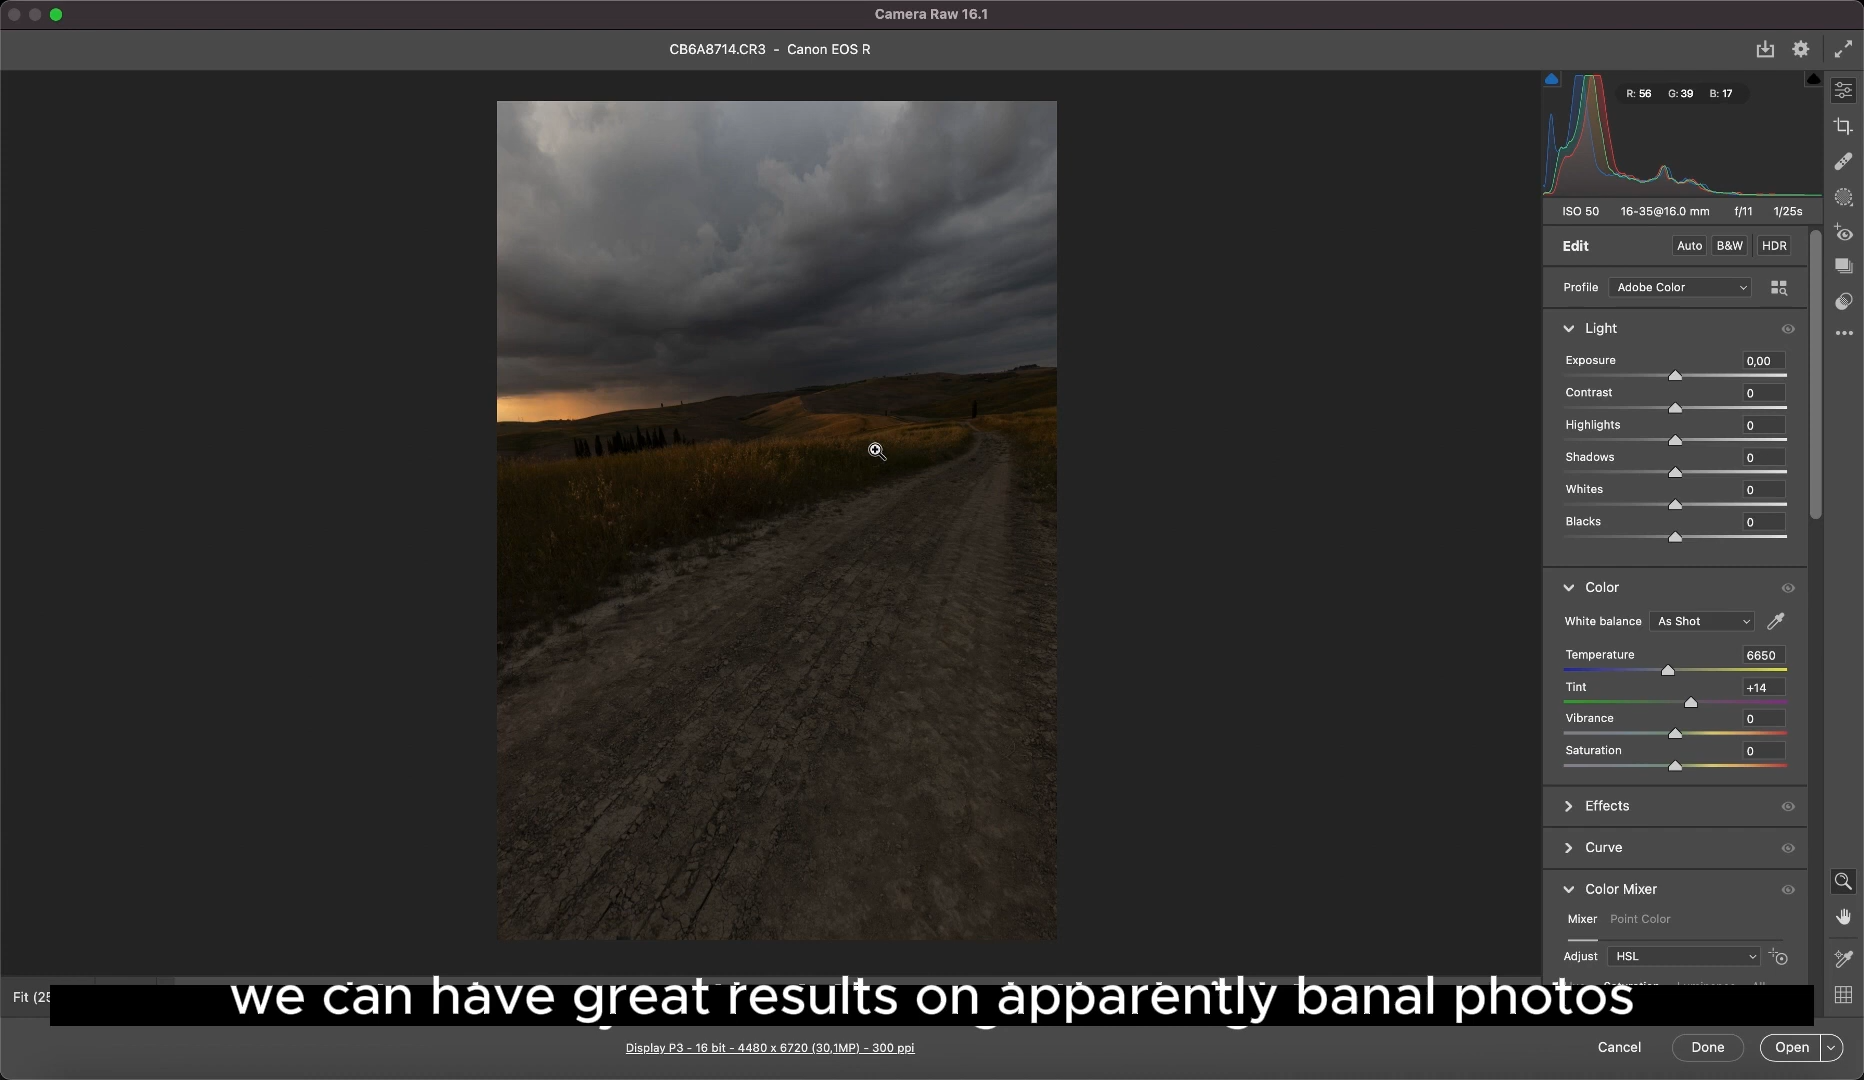 Camera Raw 16.1
CB6A8714.CR3 - Canon EOS R
R: 56 G: 39 B: 17
ISO 50 16-35@16.0 mm f/11 1/25s
Edit Auto B&W HDR
Profile Adobe Color
Light
Exposure 0,00
Contrast 0
Highlights 0
Shadows 0
Whites 0
Blacks 0
Color
White balance As Shot
Temperature 6650
Tint +14
Vibrance 0
Saturation 0
Effects
Curve
Color Mixer
Mixer Point Color
Adjust HSL
Fit (25
we can have great results on apparently banal photos
Display P3 - 16 bit - 4480 x 6720 (30,1MP) - 300 ppi
Cancel Done Open